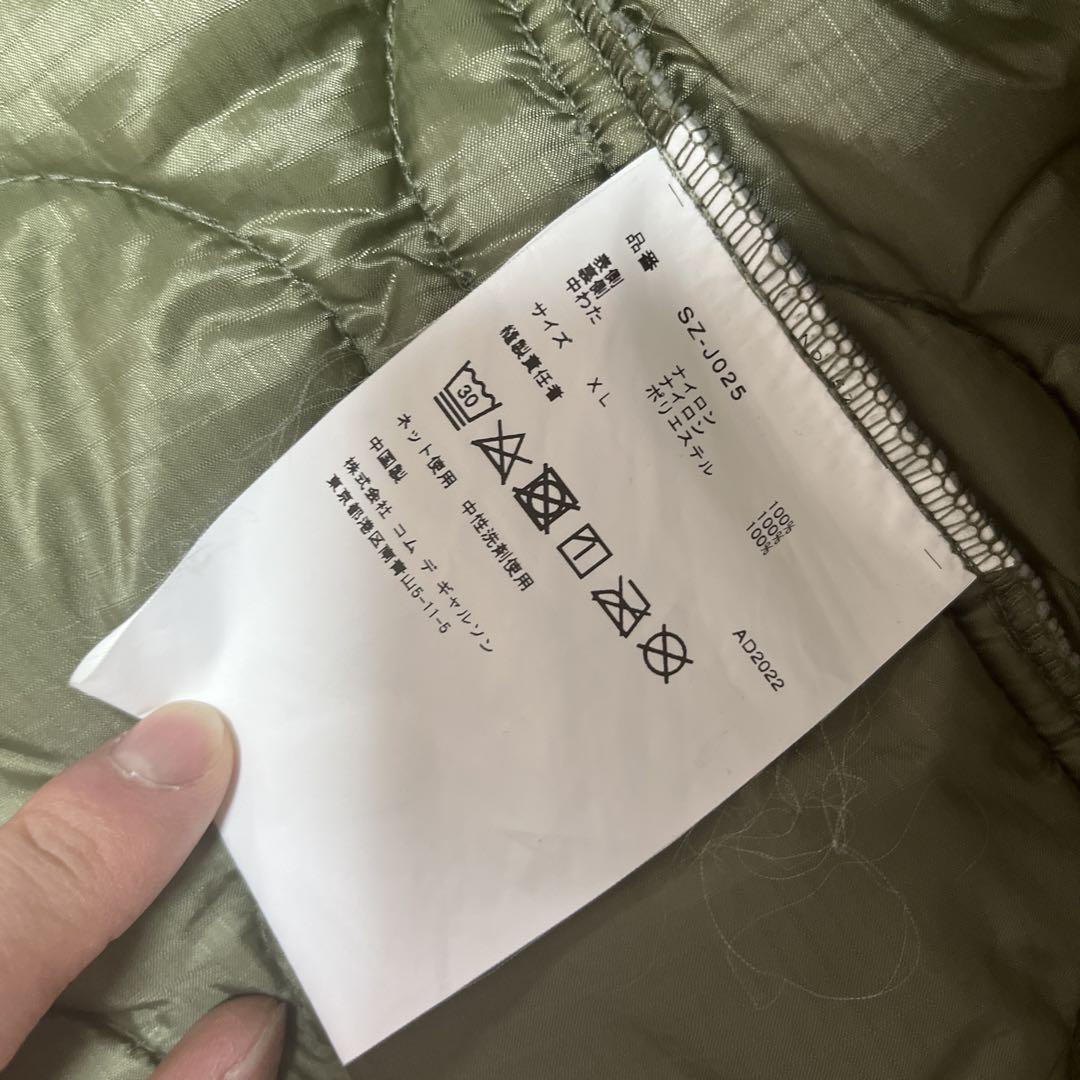 品番 SZ-J025
表側 ナイロン 100%
裏側 ナイロン 100%
中わた ポリエステル 100%
サイズ XL
縫製責任者 AD2022
30
ネット使用 中性洗剤使用
中国製
株式会社 コム デ ギャルソン
東京都港区南青山5-11-5